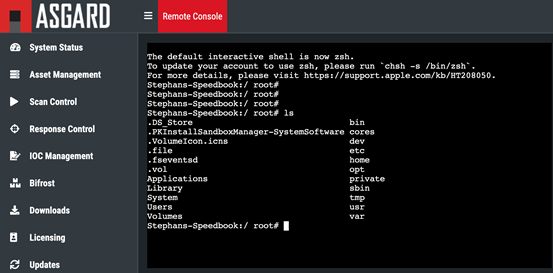 ASGARD
Remote Console
System Status
Asset Management
Scan Control
Response Control
IOC Management
Bifrost
Downloads
Licensing
Updates
The default interactive shell is now zsh.
To update your account to use zsh, please run `chsh -s /bin/zsh`.
For more details, please visit https://support.apple.com/kb/HT208050.
Stephans-Speedbook:/ root#
Stephans-Speedbook:/ root#
Stephans-Speedbook:/ root# ls
.DS_Store bin
.PKInstallSandboxManager-SystemSoftware cores
.VolumeIcon.icns dev
.file etc
.fseventsd home
.vol opt
Applications private
Library sbin
System tmp
Users usr
Volumes var
Stephans-Speedbook:/ root#